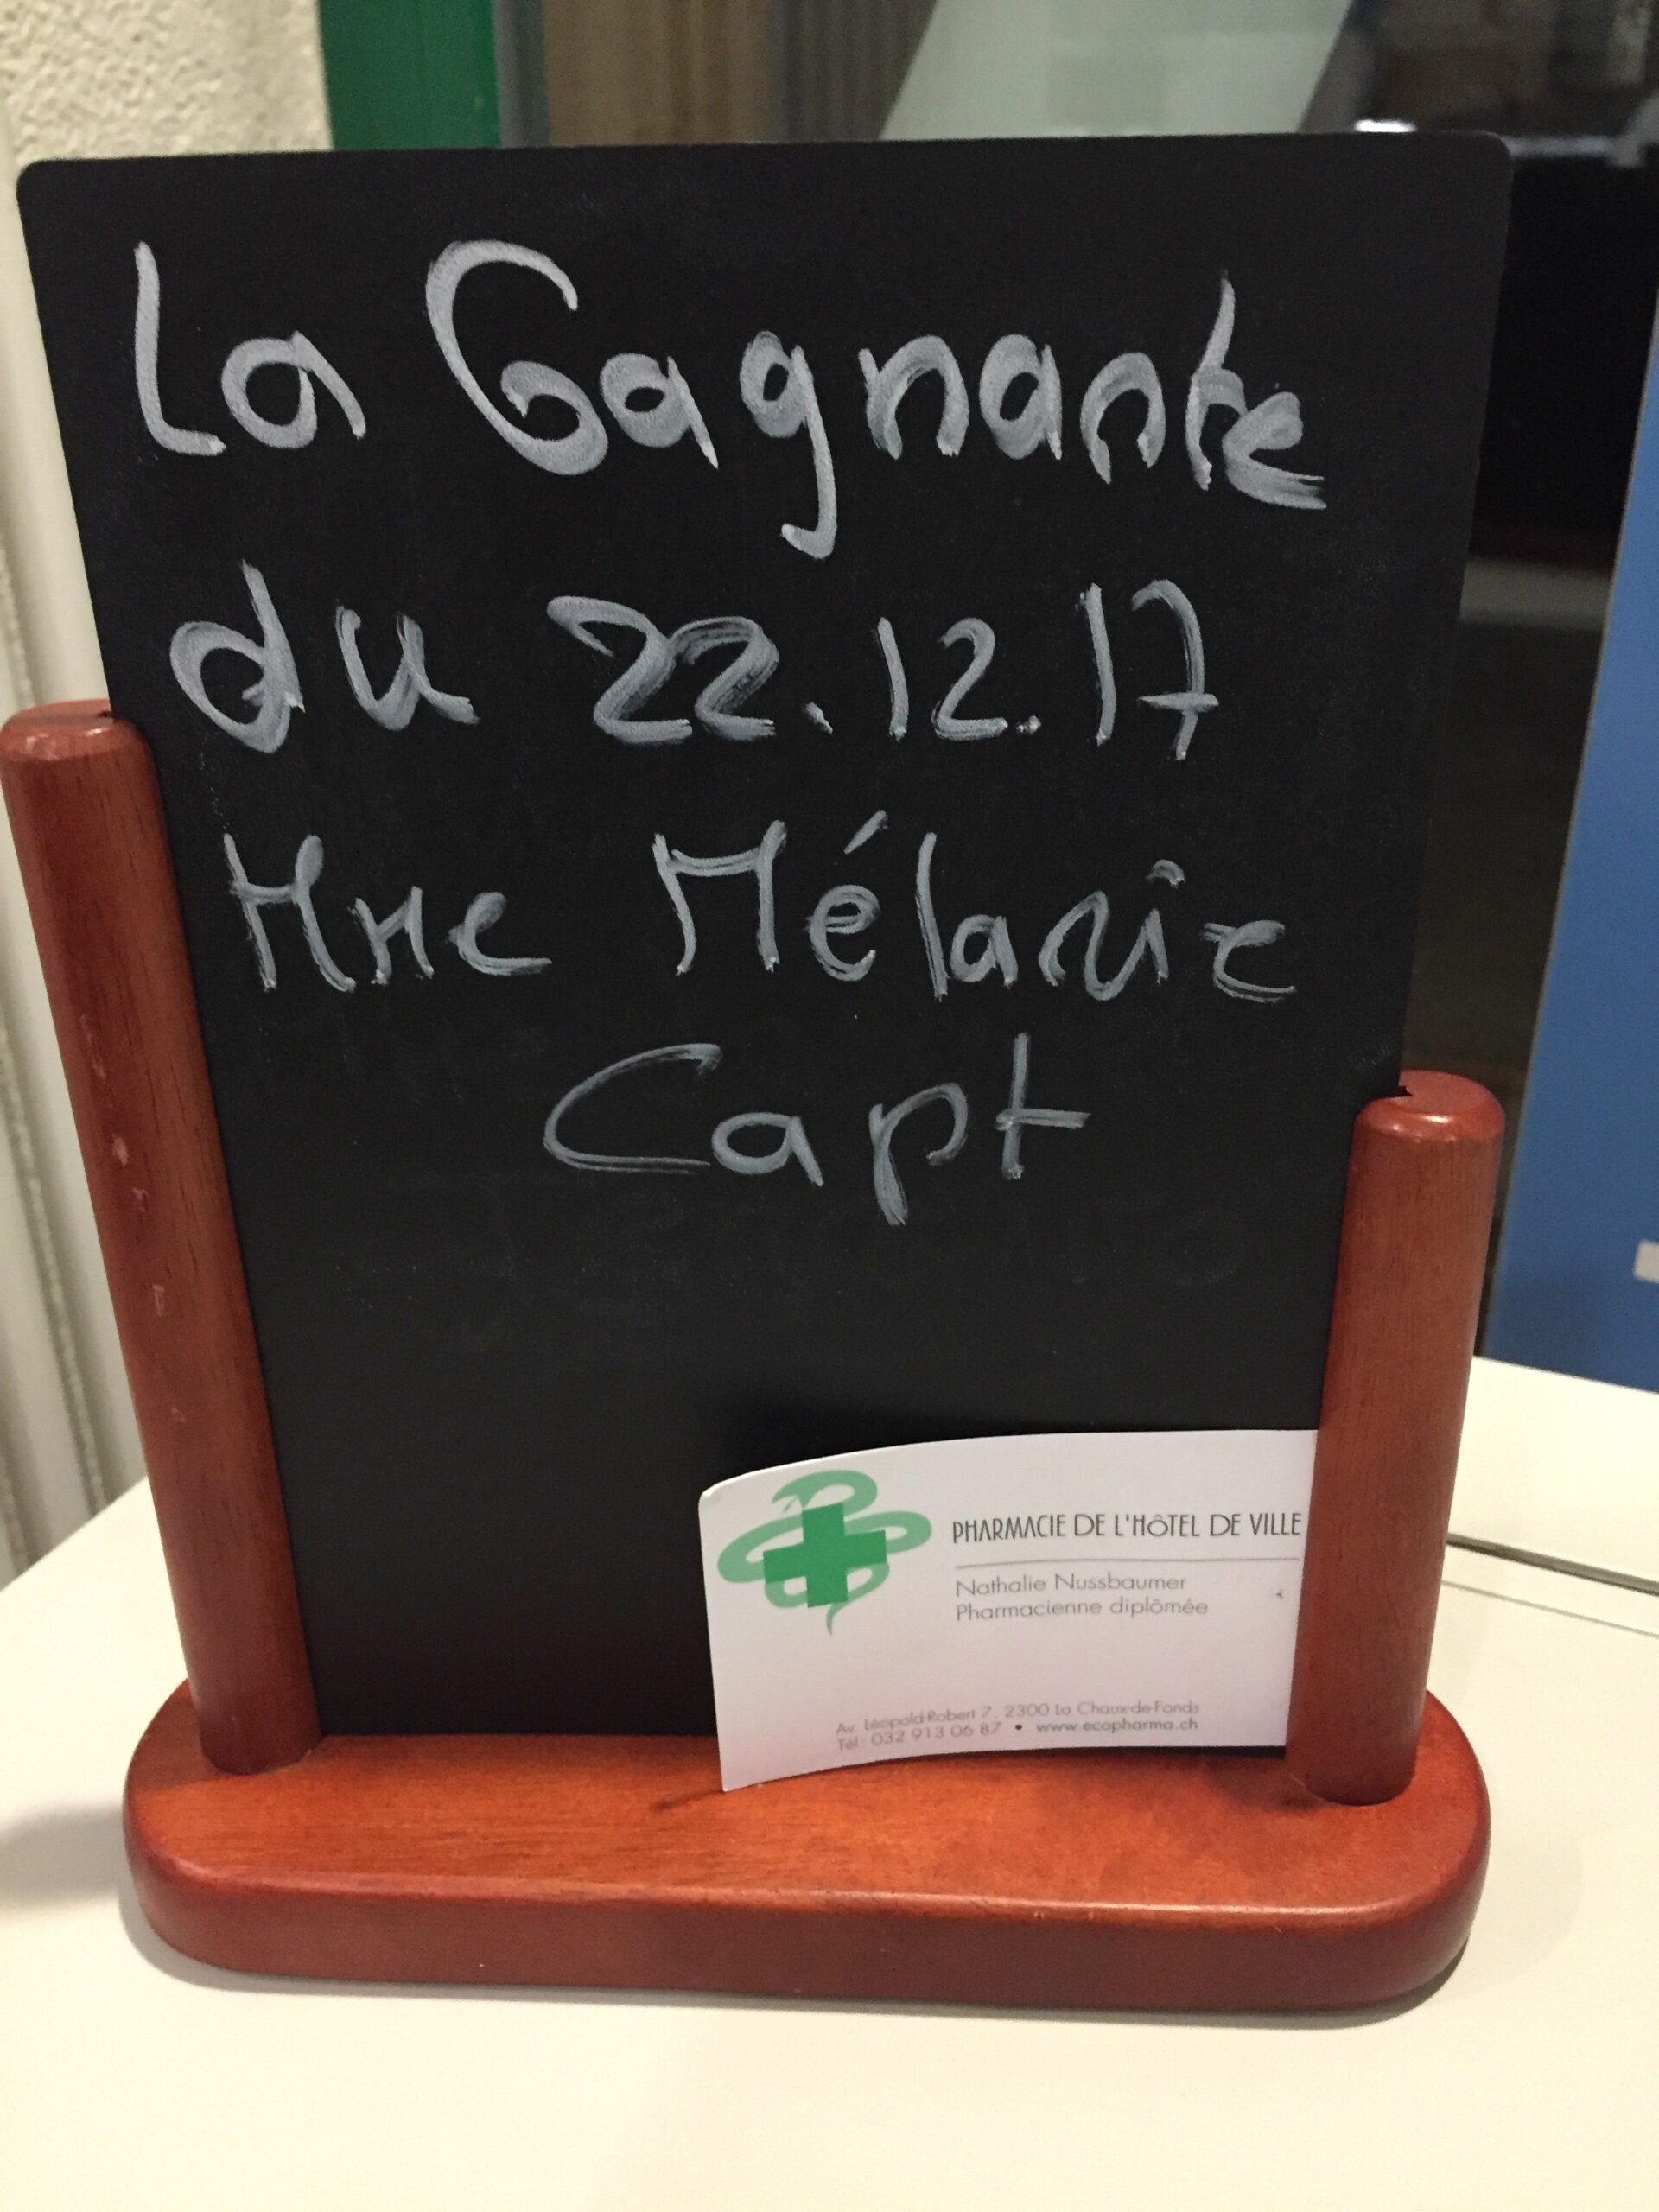 La Gagnante
du 22.12.17
Mme Mélanie
Capt
PHARMACIE DE L'HÔTEL DE VILLE
Nathalie Nussbaumer
Pharmacienne diplômée
Av. Léopold-Robert 7, 2300 La Chaux-de-Fonds
Tél : 032 913 06 87 • www.ecopharma.ch